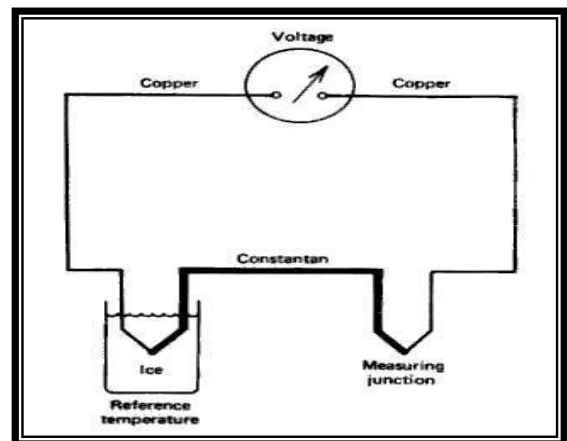 Voltage
Copper
Copper
Constantan
Ice
Measuring
junction
Reference
temperature